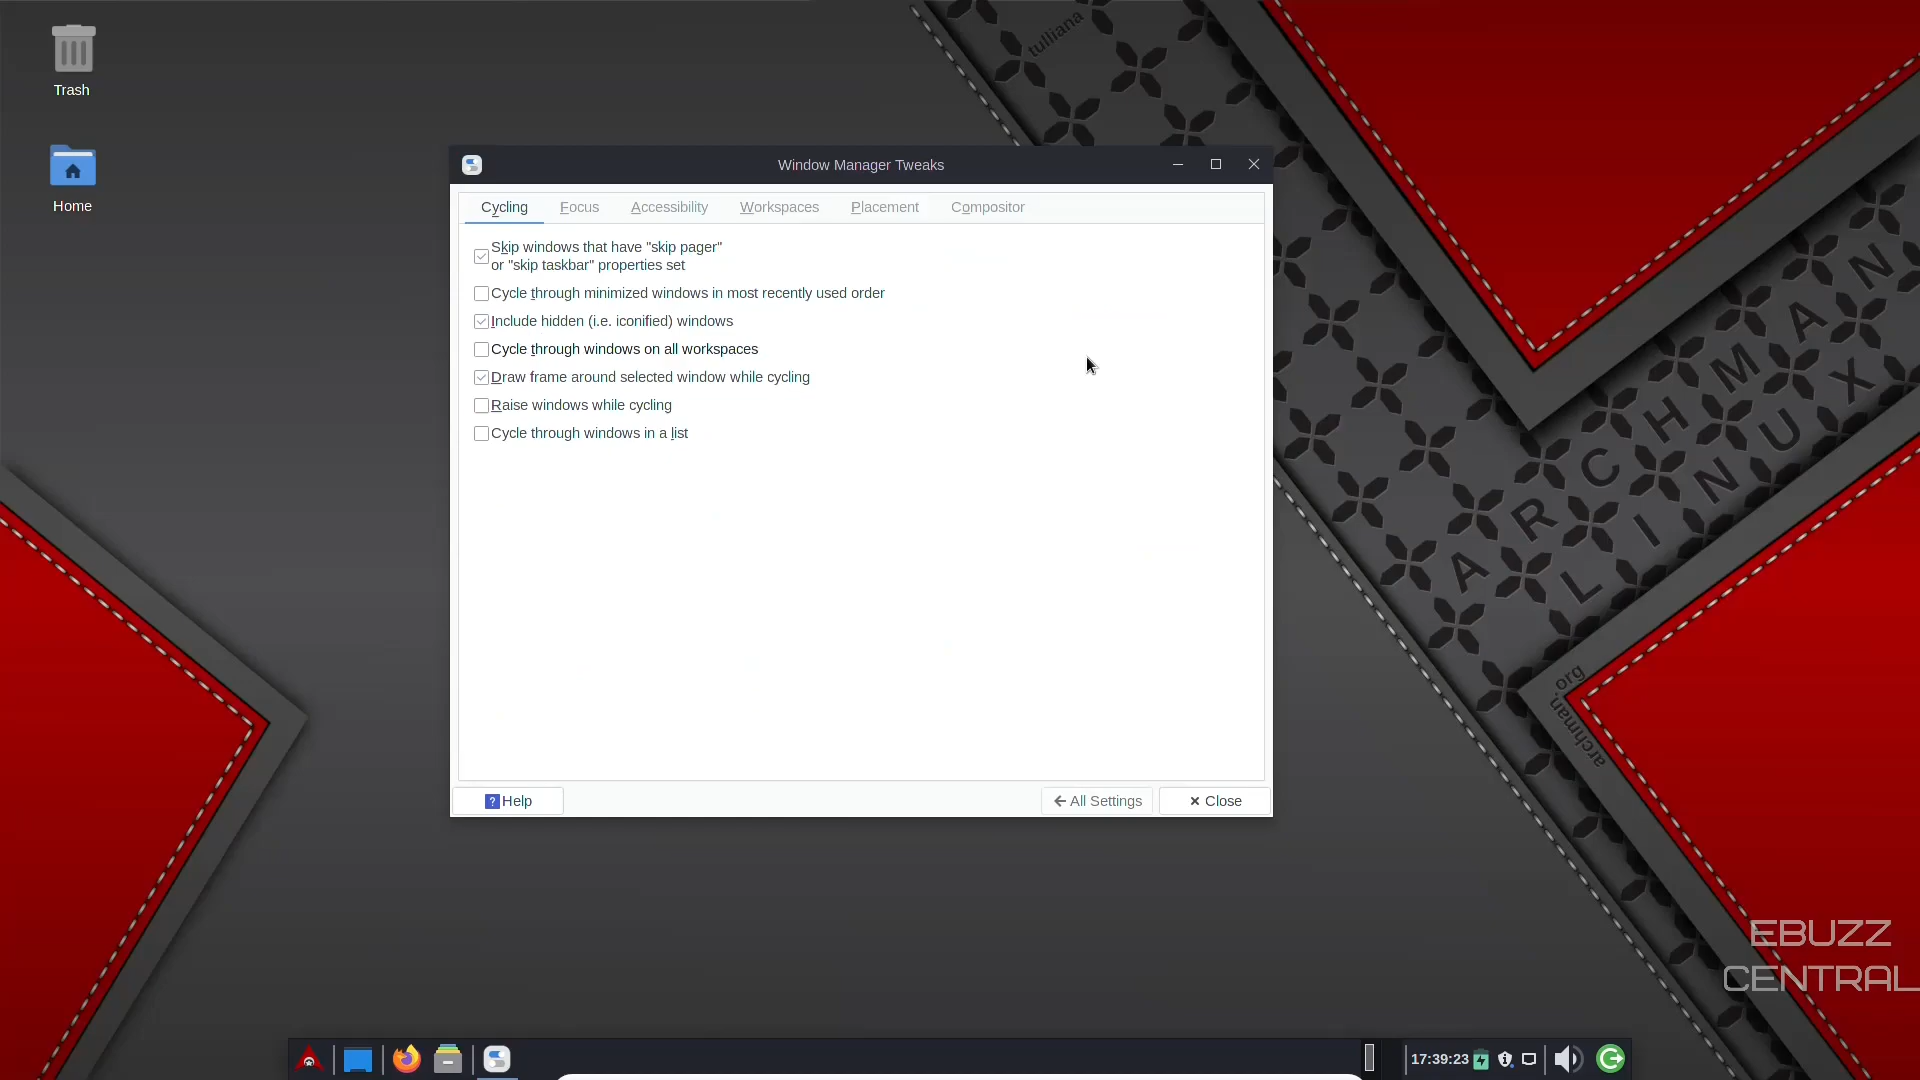 Trash
Home
tulliana
Window Manager Tweaks
Cycling Focus Accessibility Workspaces Placement Compositor
Skip windows that have "skip pager"
or "skip taskbar" properties set
Cycle through minimized windows in most recently used order
Include hidden (i.e. iconified) windows
Cycle through windows on all workspaces
Draw frame around selected window while cycling
Raise windows while cycling
Cycle through windows in a list
? Help
All Settings
Close
ARCHMAN
LINUX
archman.org
EBUZZ
CENTRAL
17:39:23